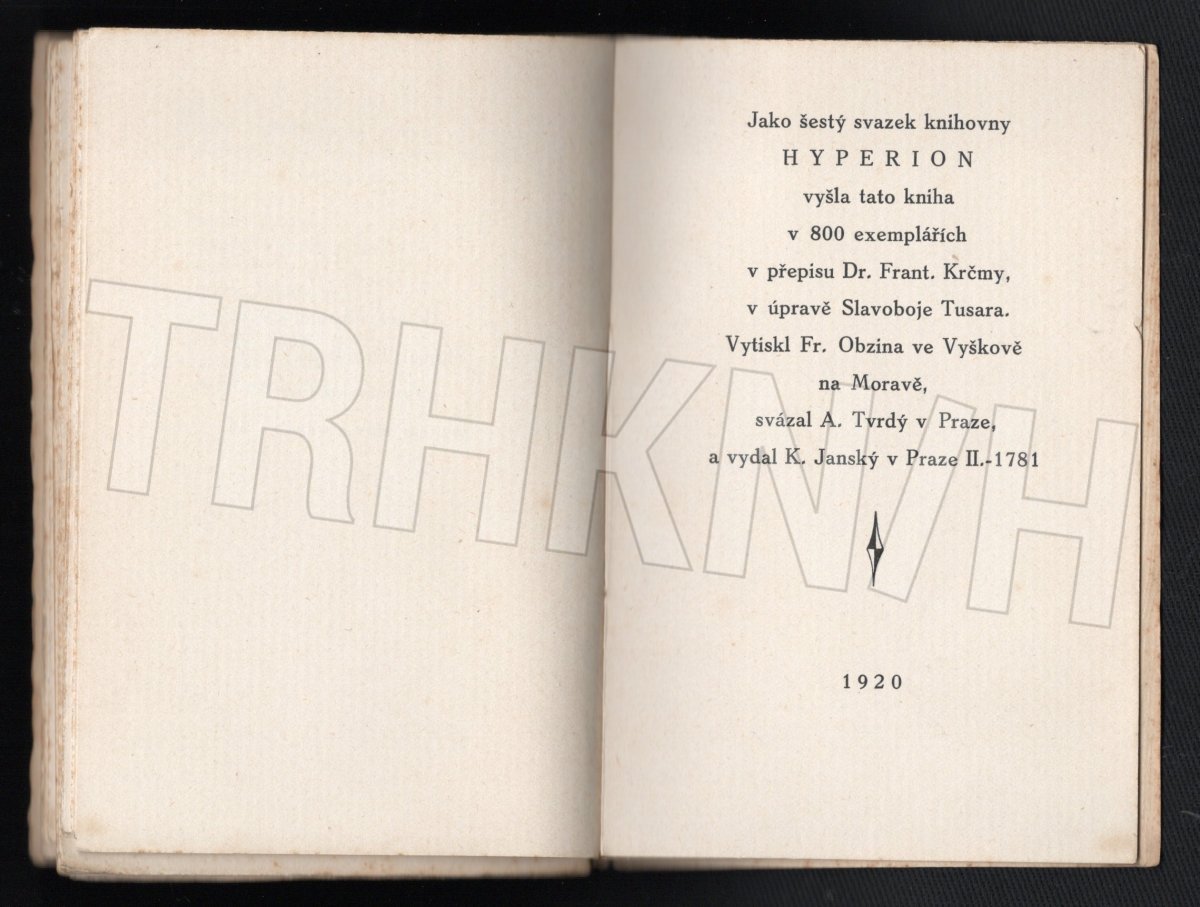 Jako šestý svazek knihovny
HYPERION
vyšla tato kniha
v 800 exemplářích
v přepisu Dr. Frant. Krčmy,
v úpravě Slavoboje Tusara.
Vytiskl Fr. Obzina ve Vyškově
na Moravě,
svázal A. Tvrdý v Praze,
a vydal K. Janský v Praze II.-1781
1920
TRHKNIH